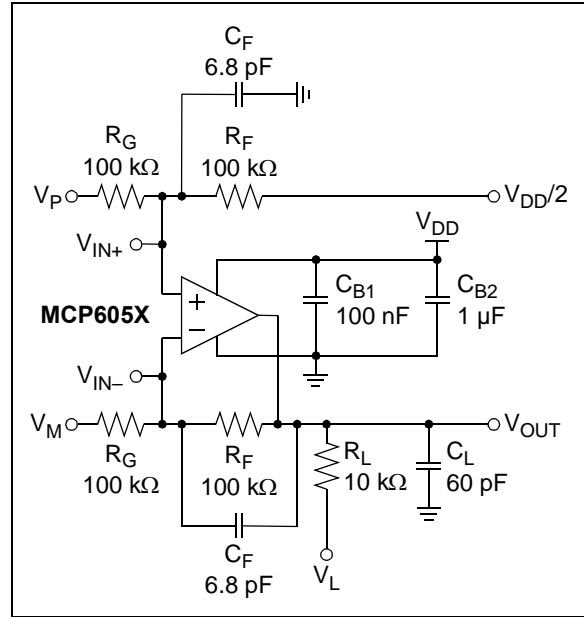 C_F
6.8 pF
R_G
100 kΩ
R_F
100 kΩ
V_P
V_DD/2
V_DD
V_IN+
C_B1
100 nF
C_B2
1 µF
MCP605X
+
−
V_IN−
V_M
V_OUT
R_G
100 kΩ
R_F
100 kΩ
R_L
10 kΩ
C_L
60 pF
C_F
6.8 pF
V_L